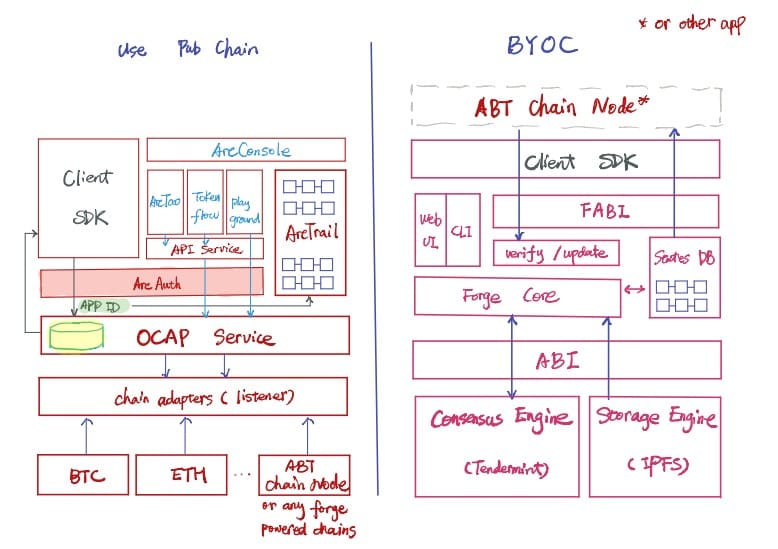 Use Pub Chain
ArcConsole
Client
SDK
ArcTao
Token
flow
play
ground
ArcTrail
API Service
Arc Auth
APP ID
OCAP Service
chain adapters ( listener)
BTC
ETH
...
ABT
chain Node
or any forge
powered chains
* or other app
BYOC
ABT Chain Node*
Client SDK
Web
UI
CLI
FABI
verify /update
States DB
Forge Core
ABI
Consensus Engine
(Tendermint)
Storage Engine
( IPFS)